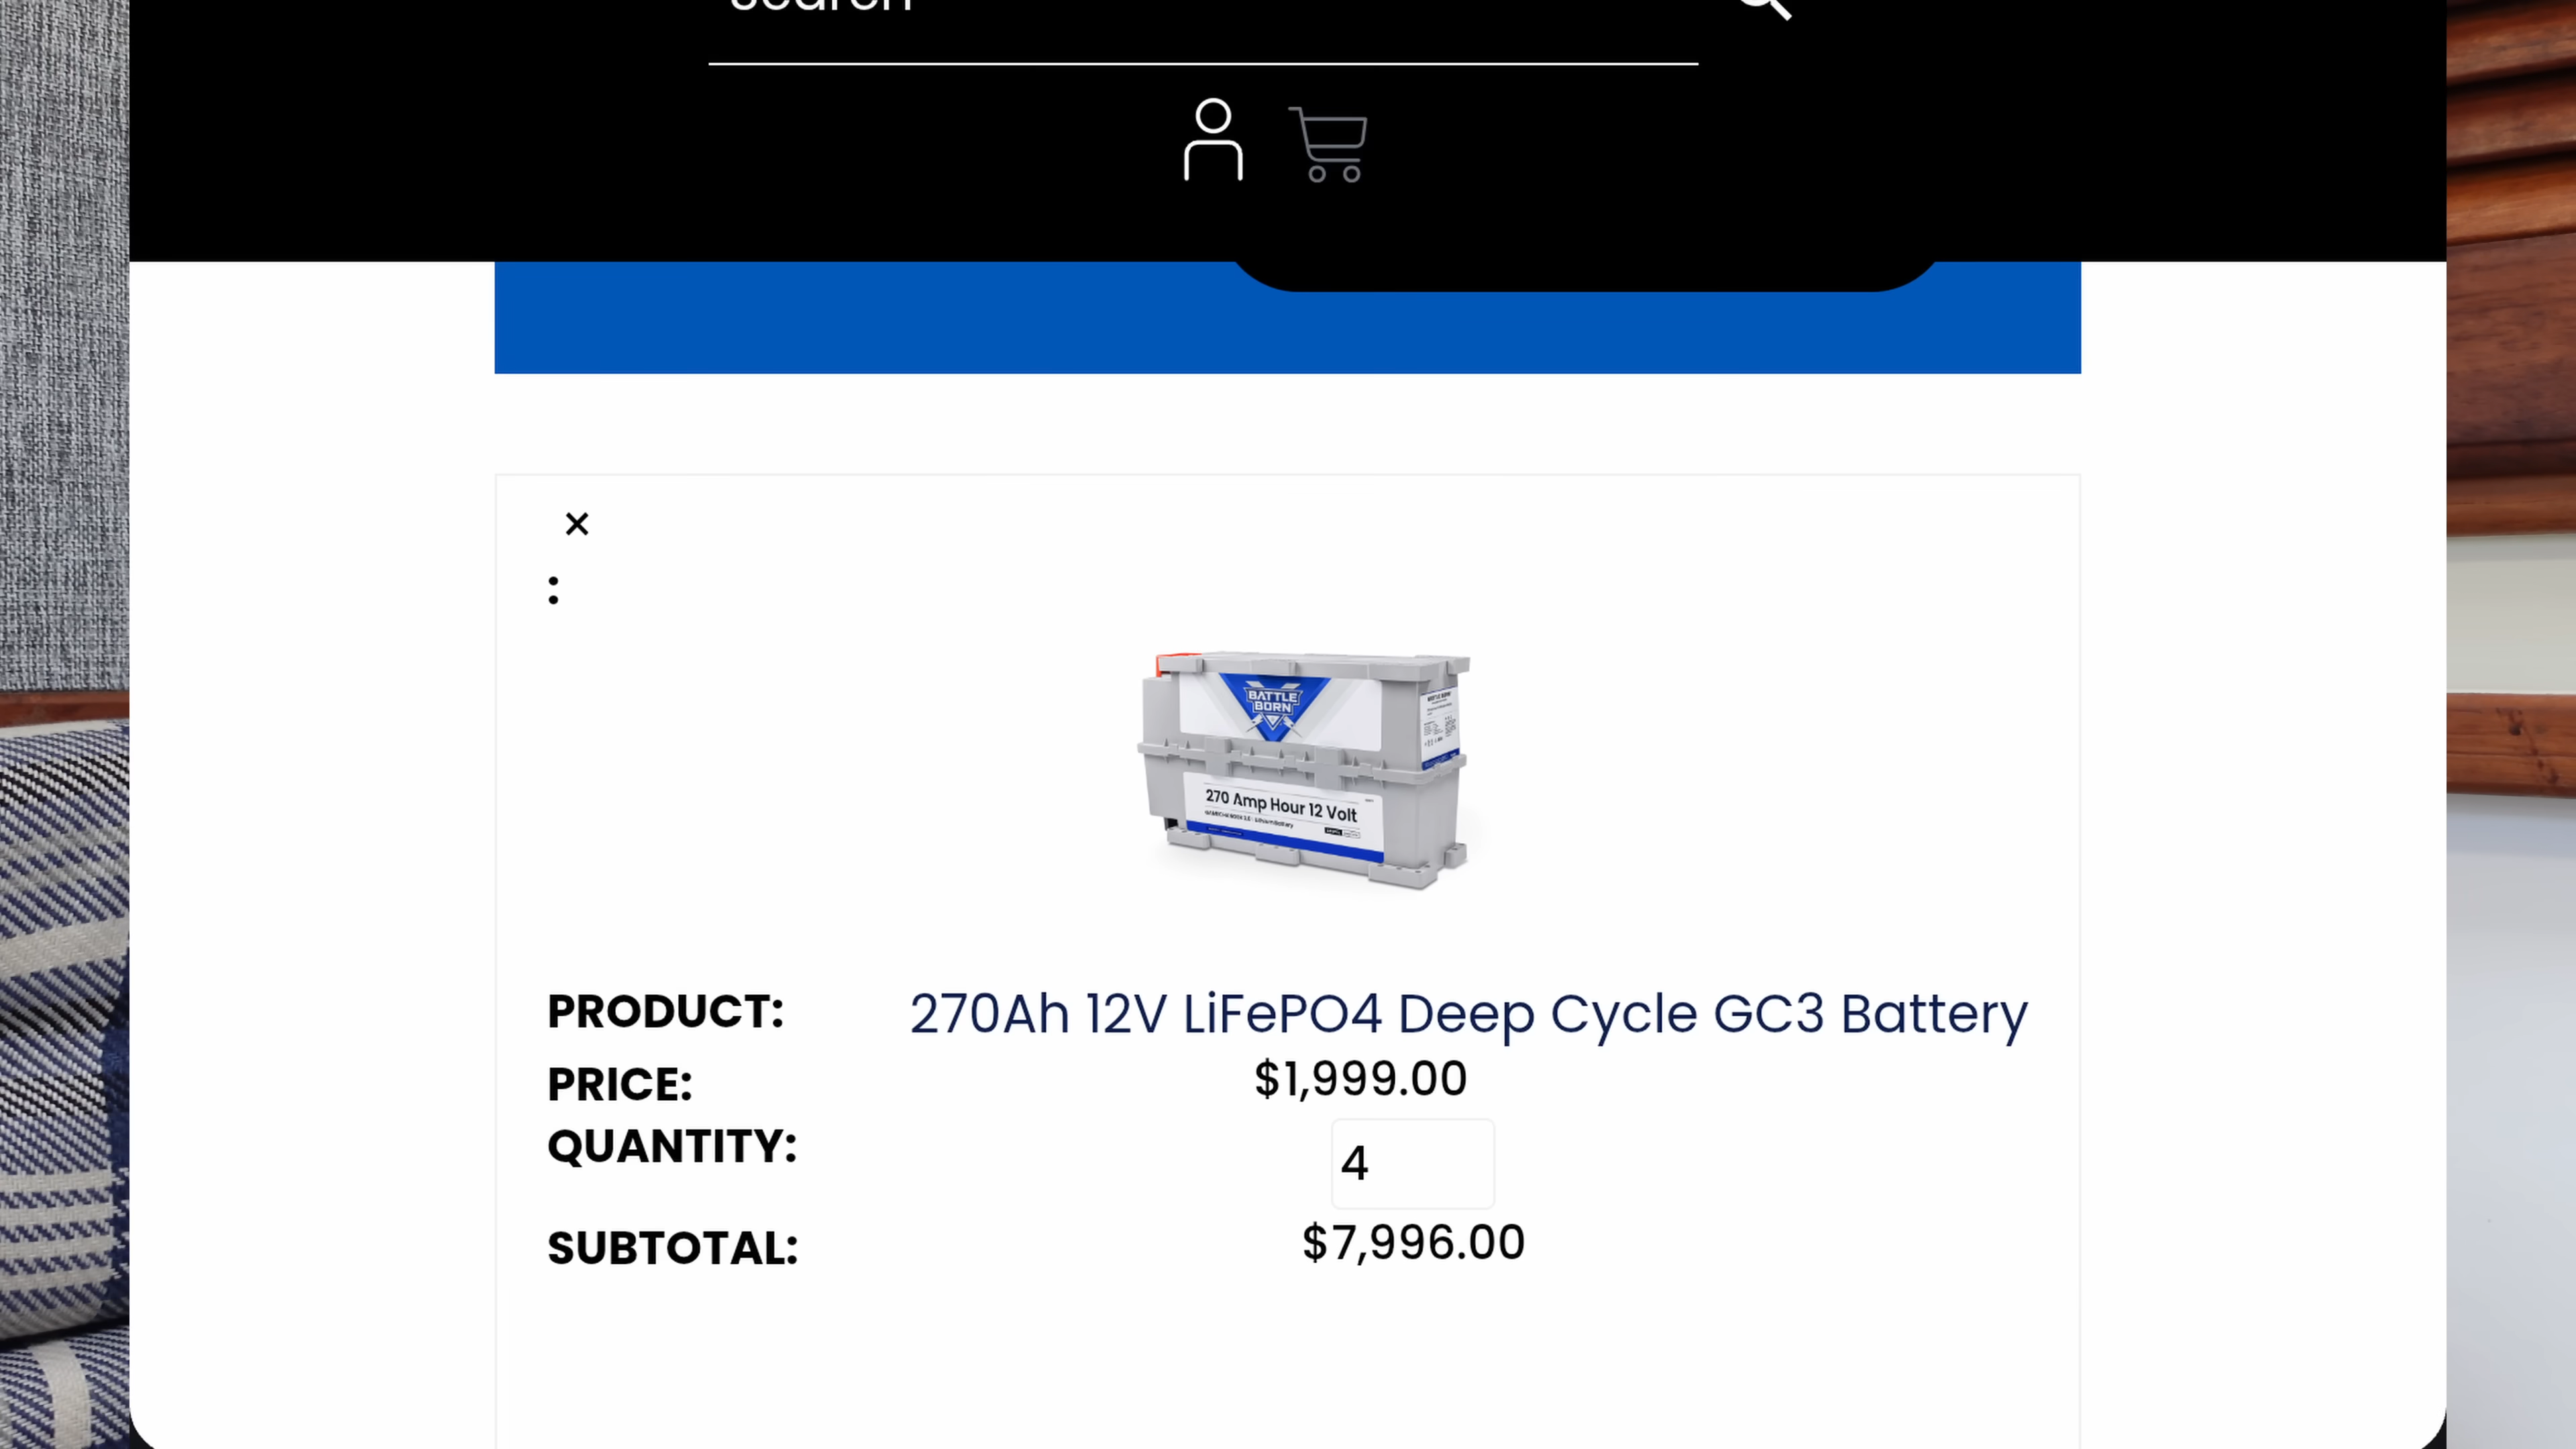 search
×
:
BATTLE
BORN
270 Amp Hour 12 Volt
PRODUCT: 270Ah 12V LiFePO4 Deep Cycle GC3 Battery
PRICE: $1,999.00
QUANTITY: 4
SUBTOTAL: $7,996.00